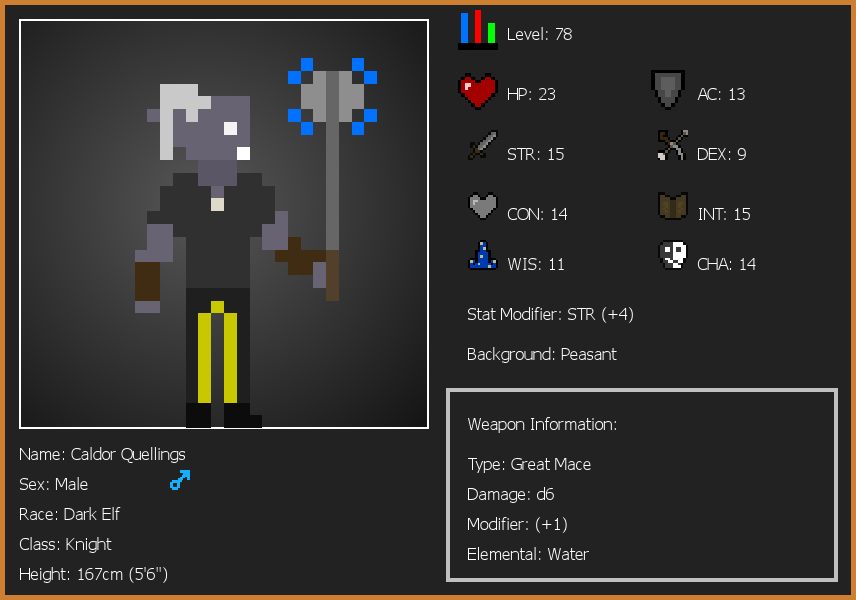 Level: 78
HP: 23
AC: 13
STR: 15
DEX: 9
CON: 14
INT: 15
WIS: 11
CHA: 14
Stat Modifier: STR (+4)
Background: Peasant
Weapon Information:
Type: Great Mace
Damage: d6
Modifier: (+1)
Elemental: Water
Name: Caldor Quellings
Sex: Male
Race: Dark Elf
Class: Knight
Height: 167cm (5'6")